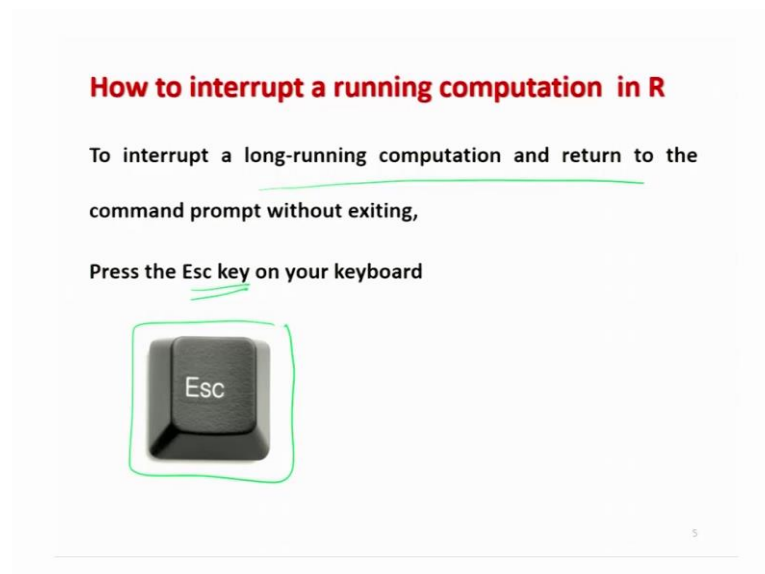 How to interrupt a running computation in R
To interrupt a long-running computation and return to the
command prompt without exiting,
Press the Esc key on your keyboard
Esc
5